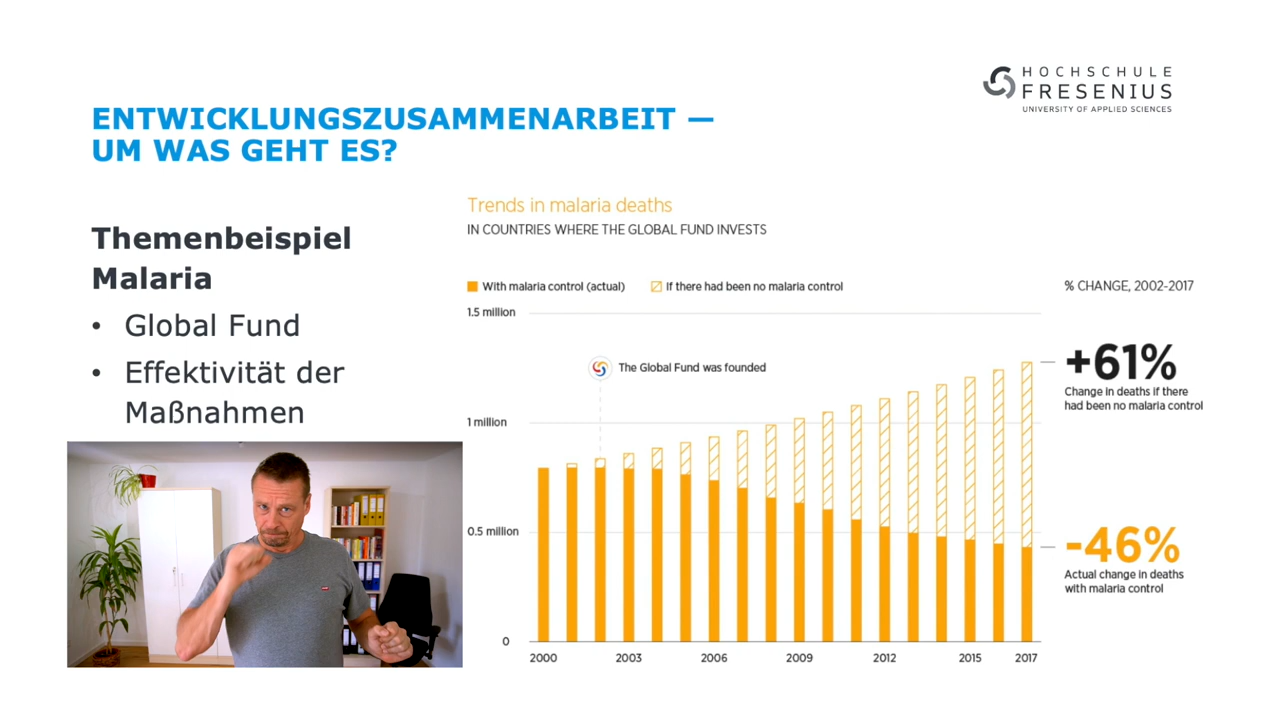 HOCHSCHULE
FRESENIUS
UNIVERSITY OF APPLIED SCIENCES
ENTWICKLUNGSZUSAMMENARBEIT —
UM WAS GEHT ES?
Themenbeispiel
Malaria
• Global Fund
• Effektivität der
Maßnahmen
Trends in malaria deaths
IN COUNTRIES WHERE THE GLOBAL FUND INVESTS
With malaria control (actual)
If there had been no malaria control
% CHANGE, 2002-2017
1.5 million
The Global Fund was founded
+61%
Change in deaths if there
had been no malaria control
1 million
0.5 million
-46%
Actual change in deaths
with malaria control
0
2000 2003 2006 2009 2012 2015 2017